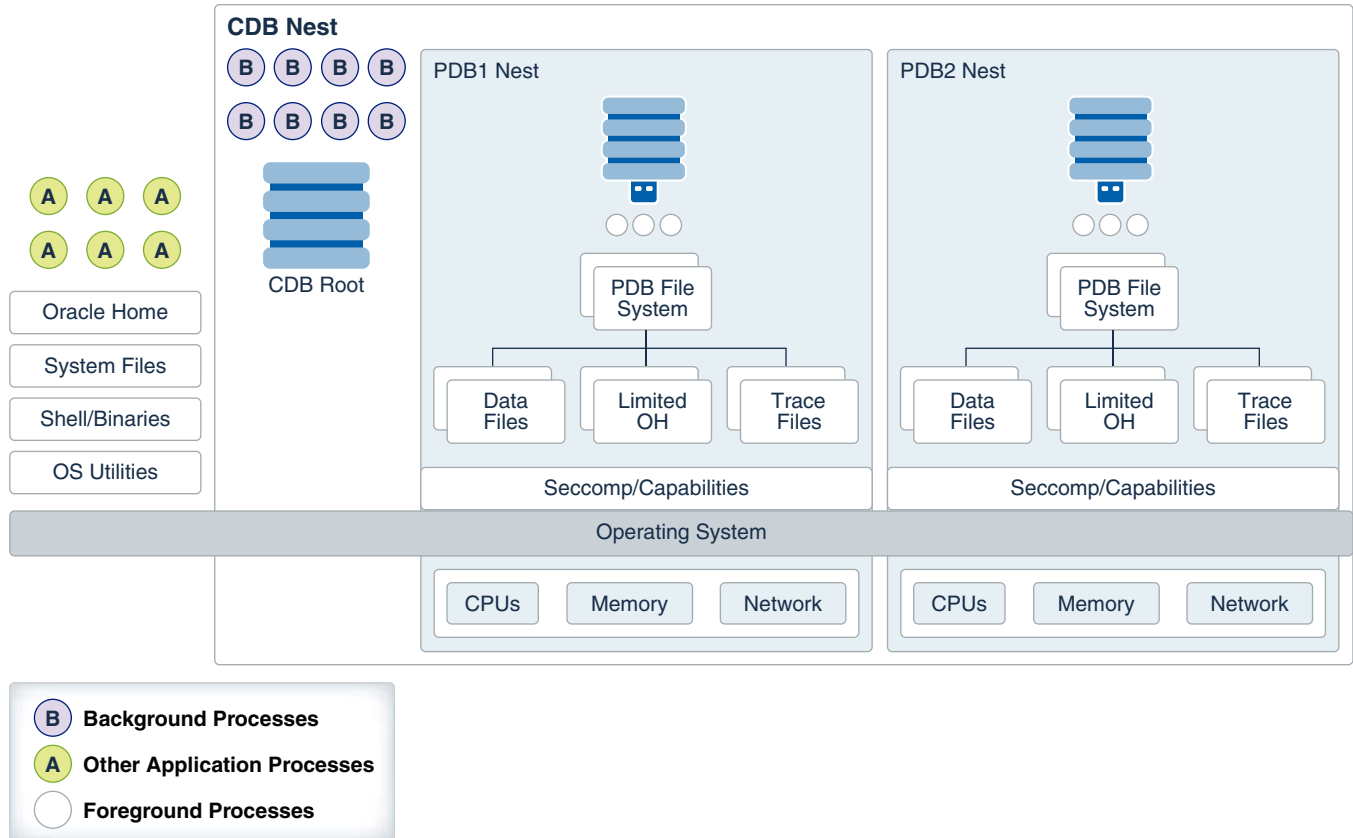 CDB Nest
B B B B
B B B B
CDB Root
A A A
A A A
Oracle Home
System Files
Shell/Binaries
OS Utilities
PDB1 Nest
PDB File
System
Data
Files
Limited
OH
Trace
Files
Seccomp/Capabilities
PDB2 Nest
PDB File
System
Data
Files
Limited
OH
Trace
Files
Seccomp/Capabilities
Operating System
CPUs
Memory
Network
CPUs
Memory
Network
B Background Processes
A Other Application Processes
Foreground Processes